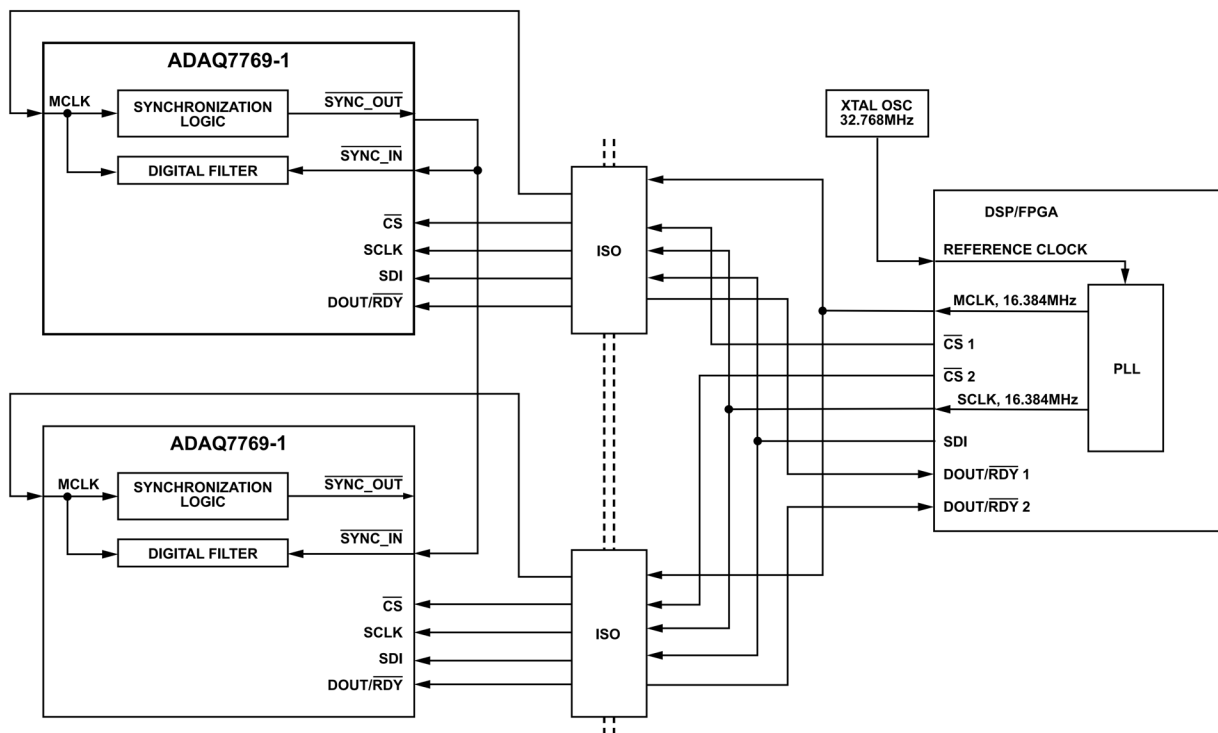 ADAQ7769-1
MCLK
SYNCHRONIZATION
LOGIC
SYNC_OUT
DIGITAL FILTER
SYNC_IN
CS
SCLK
SDI
DOUT/RDY
ISO
XTAL OSC
32.768MHz
DSP/FPGA
REFERENCE CLOCK
MCLK, 16.384MHz
CS 1
CS 2
SCLK, 16.384MHz
SDI
DOUT/RDY 1
DOUT/RDY 2
PLL
ADAQ7769-1
MCLK
SYNCHRONIZATION
LOGIC
SYNC_OUT
DIGITAL FILTER
SYNC_IN
CS
SCLK
SDI
DOUT/RDY
ISO